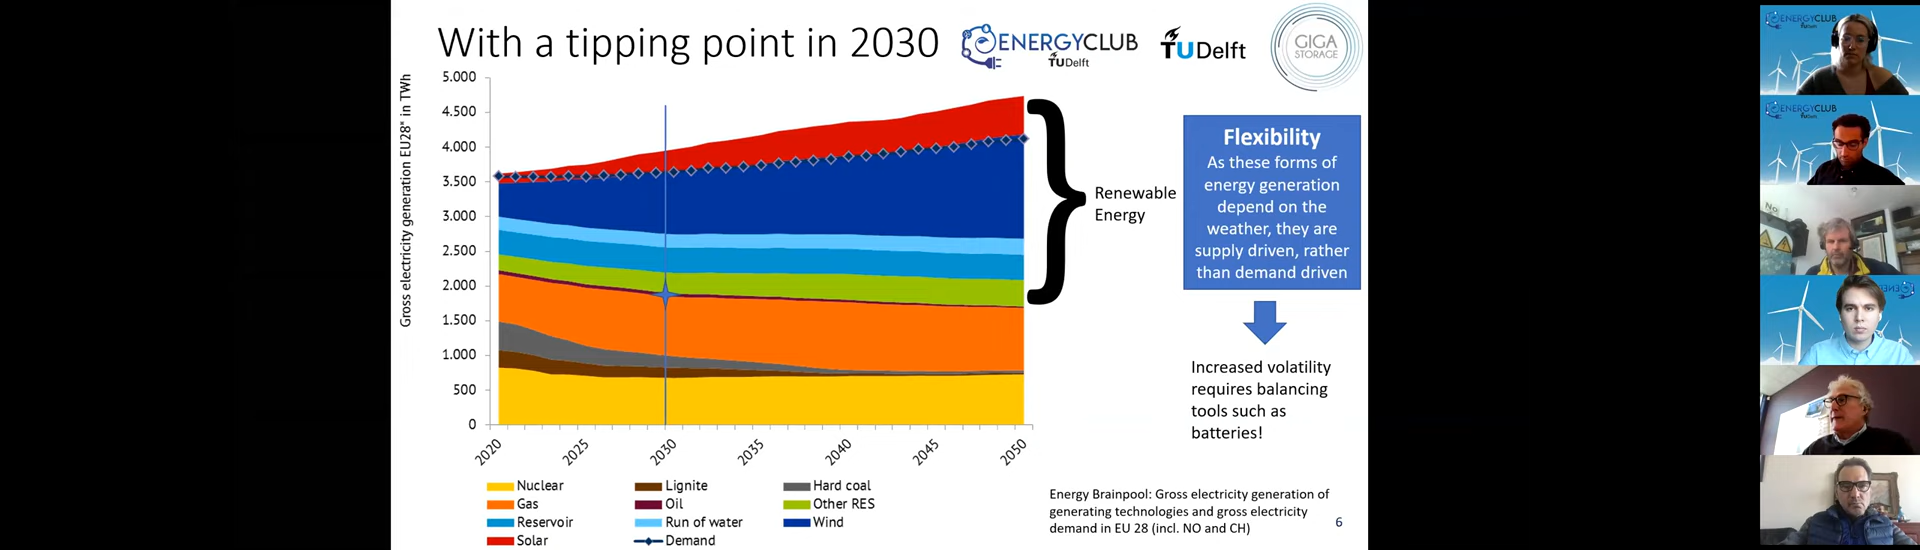 With a tipping point in 2030
ENERGYCLUB
TUDelft
TUDelft
GIGA
STORAGE
Gross electricity generation EU28* in TWh
5.000
4.500
4.000
3.500
3.000
2.500
2.000
1.500
1.000
500
0
2020
2025
2030
2035
2040
2045
2050
Renewable
Energy
Flexibility
As these forms of
energy generation
depend on the
weather, they are
supply driven, rather
than demand driven
Increased volatility
requires balancing
tools such as
batteries!
Nuclear
Lignite
Hard coal
Gas
Oil
Other RES
Reservoir
Run of water
Wind
Solar
Demand
Energy Brainpool: Gross electricity generation of
generating technologies and gross electricity
demand in EU 28 (incl. NO and CH)
6
ENERGYCLUB
TUDelft
ENERGYCLUB
TUDelft
No